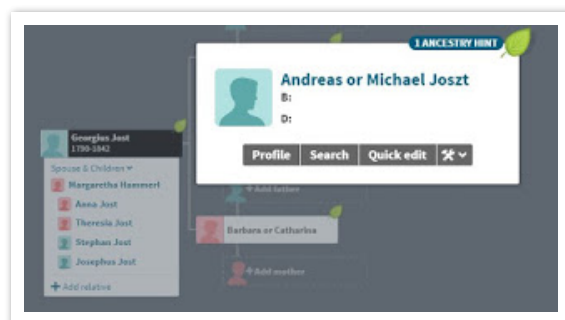 1 ANCESTRY HINT
Andreas or Michael Joszt
B:
D:
Profile Search Quick edit
Georgius Jost
1798-1842
Spouse & Children
Margaretha Hammerl
Anna Jost
Theresia Jost
Stephan Jost
Josephus Jost
+ Add relative
+ Add father
Barbara or Catharina
+ Add mother